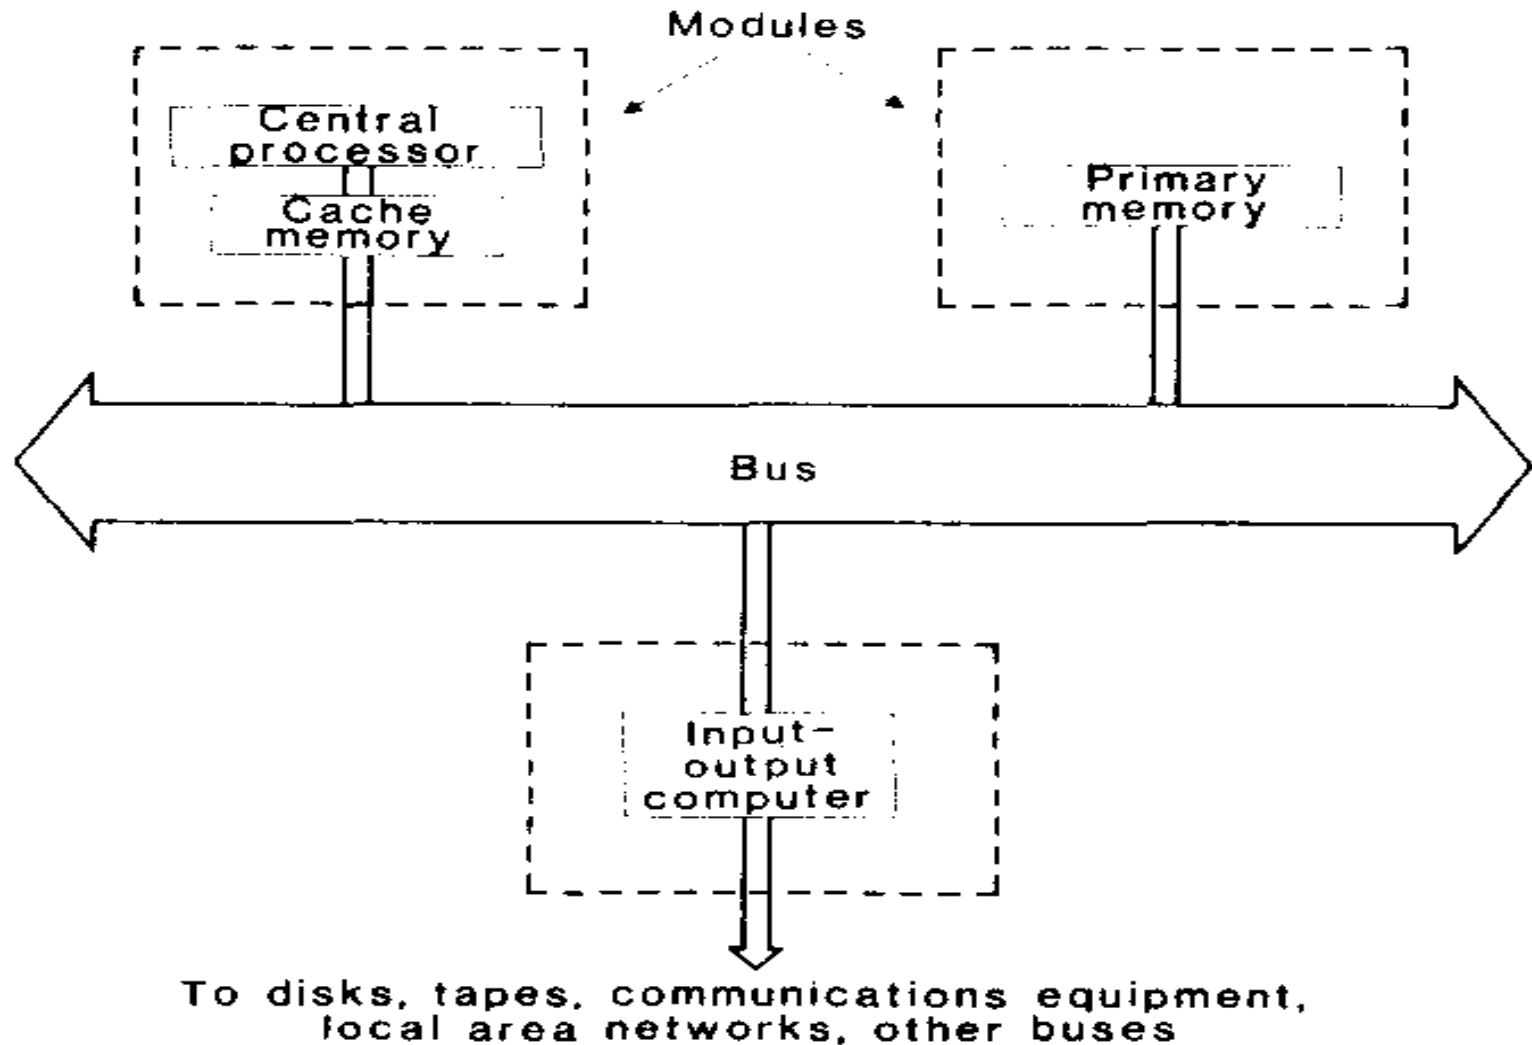 Modules
Central
processor
Cache
memory
Primary
memory
Bus
Input-
output
computer
To disks, tapes, communications equipment,
local area networks, other buses